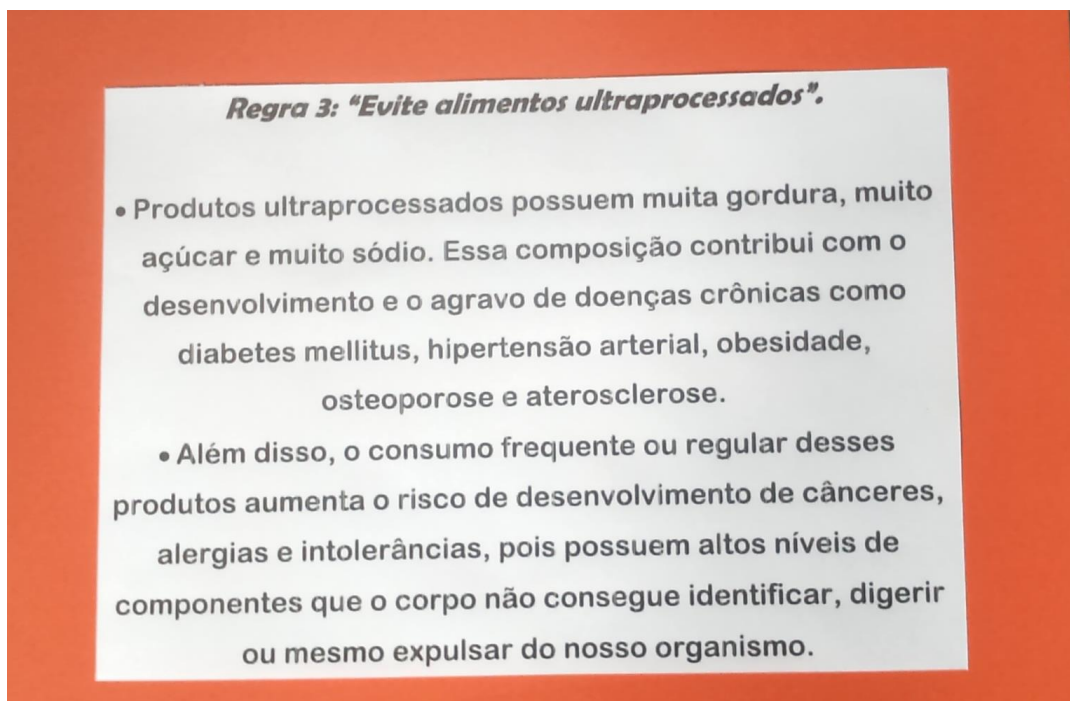 Regra 3: “Evite alimentos ultraprocessados”.
• Produtos ultraprocessados possuem muita gordura, muito
açúcar e muito sódio. Essa composição contribui com o
desenvolvimento e o agravo de doenças crônicas como
diabetes mellitus, hipertensão arterial, obesidade,
osteoporose e aterosclerose.
• Além disso, o consumo frequente ou regular desses
produtos aumenta o risco de desenvolvimento de cânceres,
alergias e intolerâncias, pois possuem altos níveis de
componentes que o corpo não consegue identificar, digerir
ou mesmo expulsar do nosso organismo.